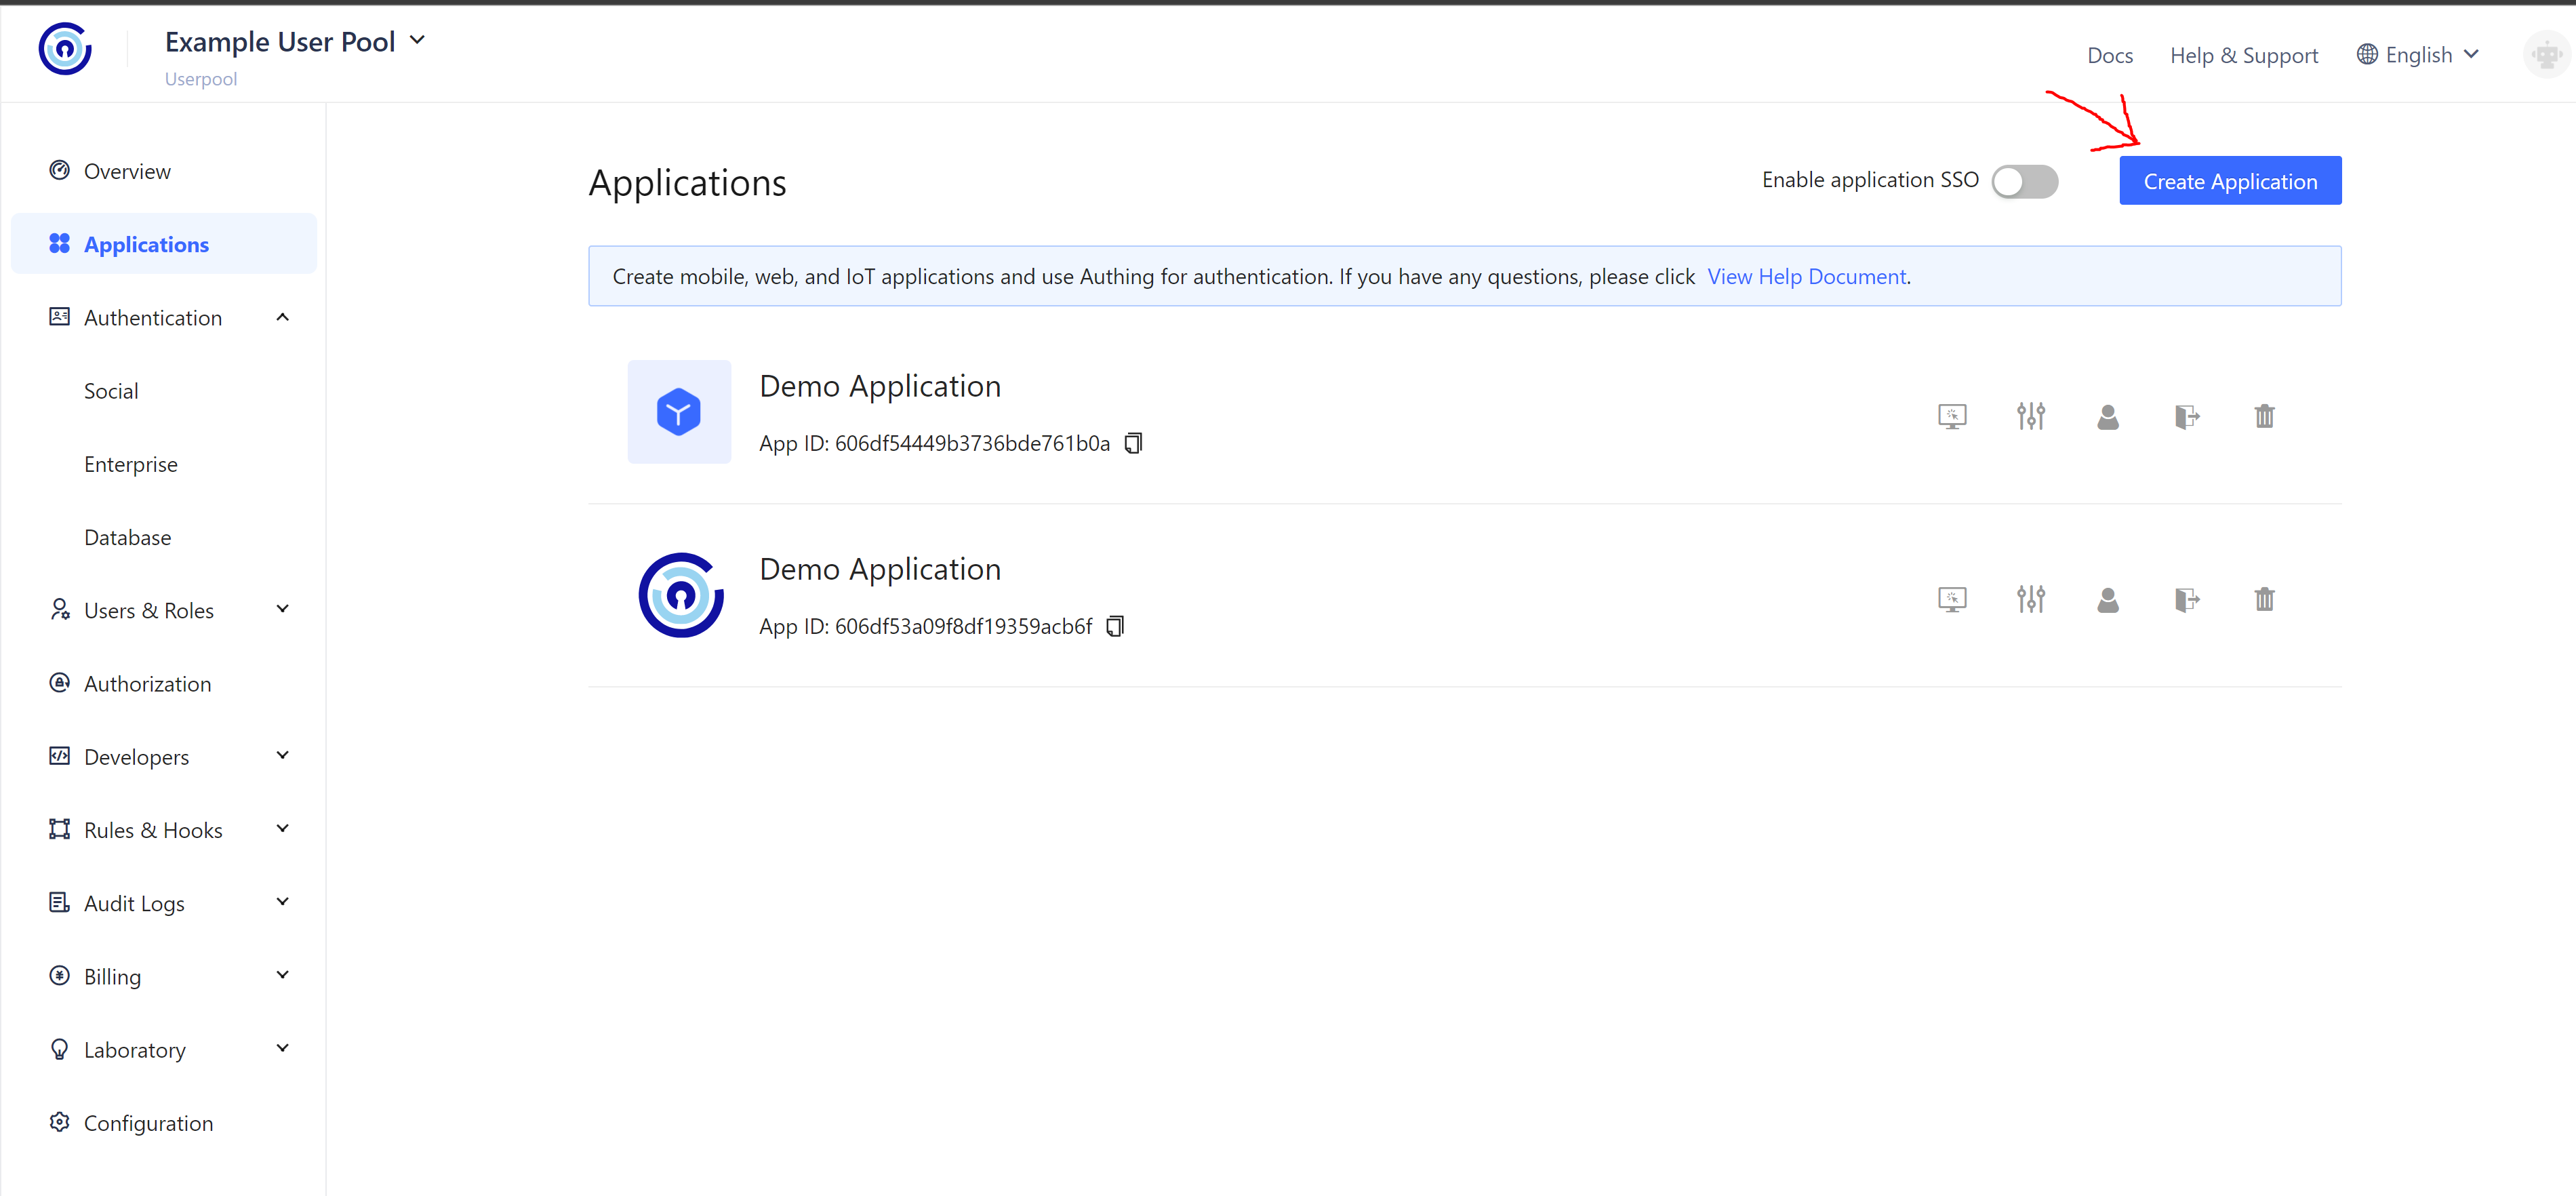 Example User Pool
Userpool
Docs
Help & Support
English
Overview
Applications
Authentication
Social
Enterprise
Database
Users & Roles
Authorization
Developers
Rules & Hooks
Audit Logs
Billing
Laboratory
Configuration
Applications
Enable application SSO
Create Application
Create mobile, web, and IoT applications and use Authing for authentication. If you have any questions, please click View Help Document.
Demo Application
App ID: 606df54449b3736bde761b0a
Demo Application
App ID: 606df53a09f8df19359acb6f